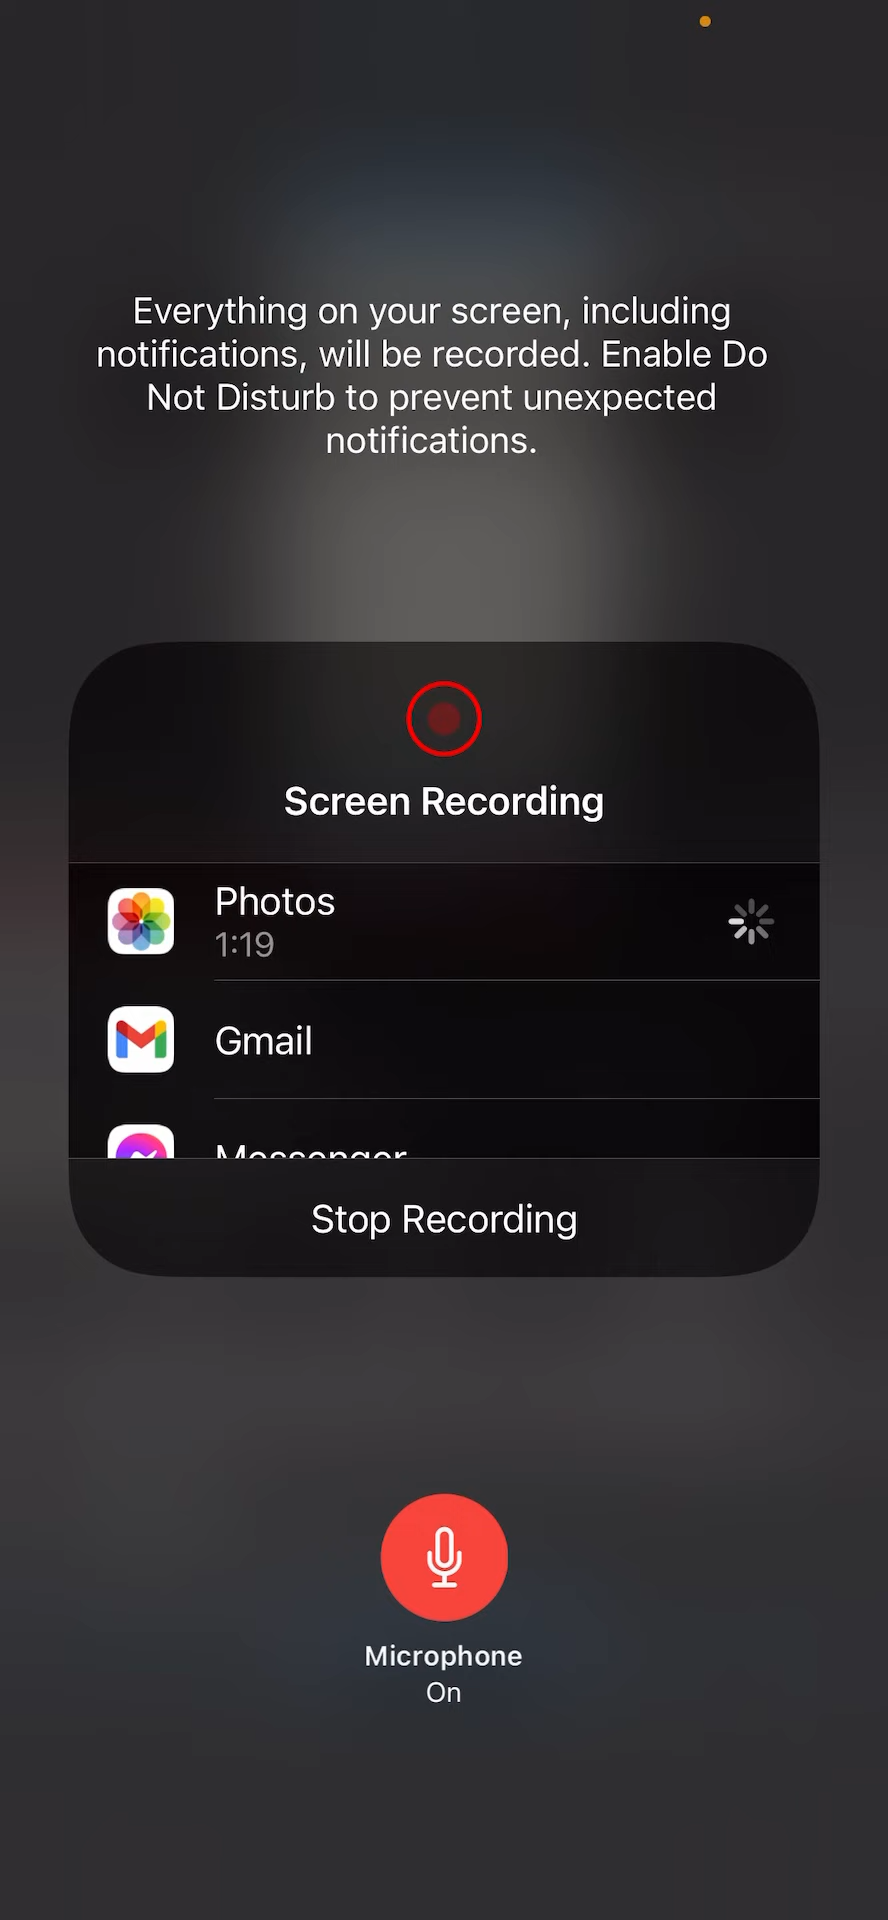 Everything on your screen, including
notifications, will be recorded. Enable Do
Not Disturb to prevent unexpected
notifications.
Screen Recording
Photos
1:19
Gmail
Messenger
Stop Recording
Microphone
On